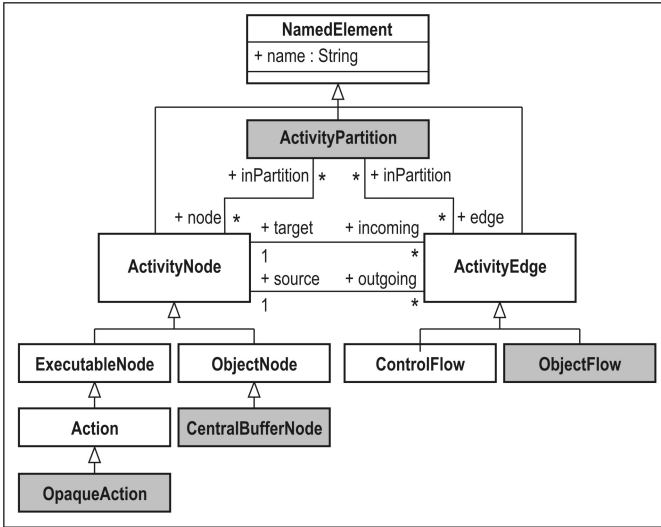 NamedElement
+ name : String
ActivityPartition
+ inPartition * * + inPartition
+ node * + target + incoming * + edge
ActivityNode 1 * ActivityEdge
+ source + outgoing
1 *
ExecutableNode ObjectNode ControlFlow ObjectFlow
Action CentralBufferNode
OpaqueAction